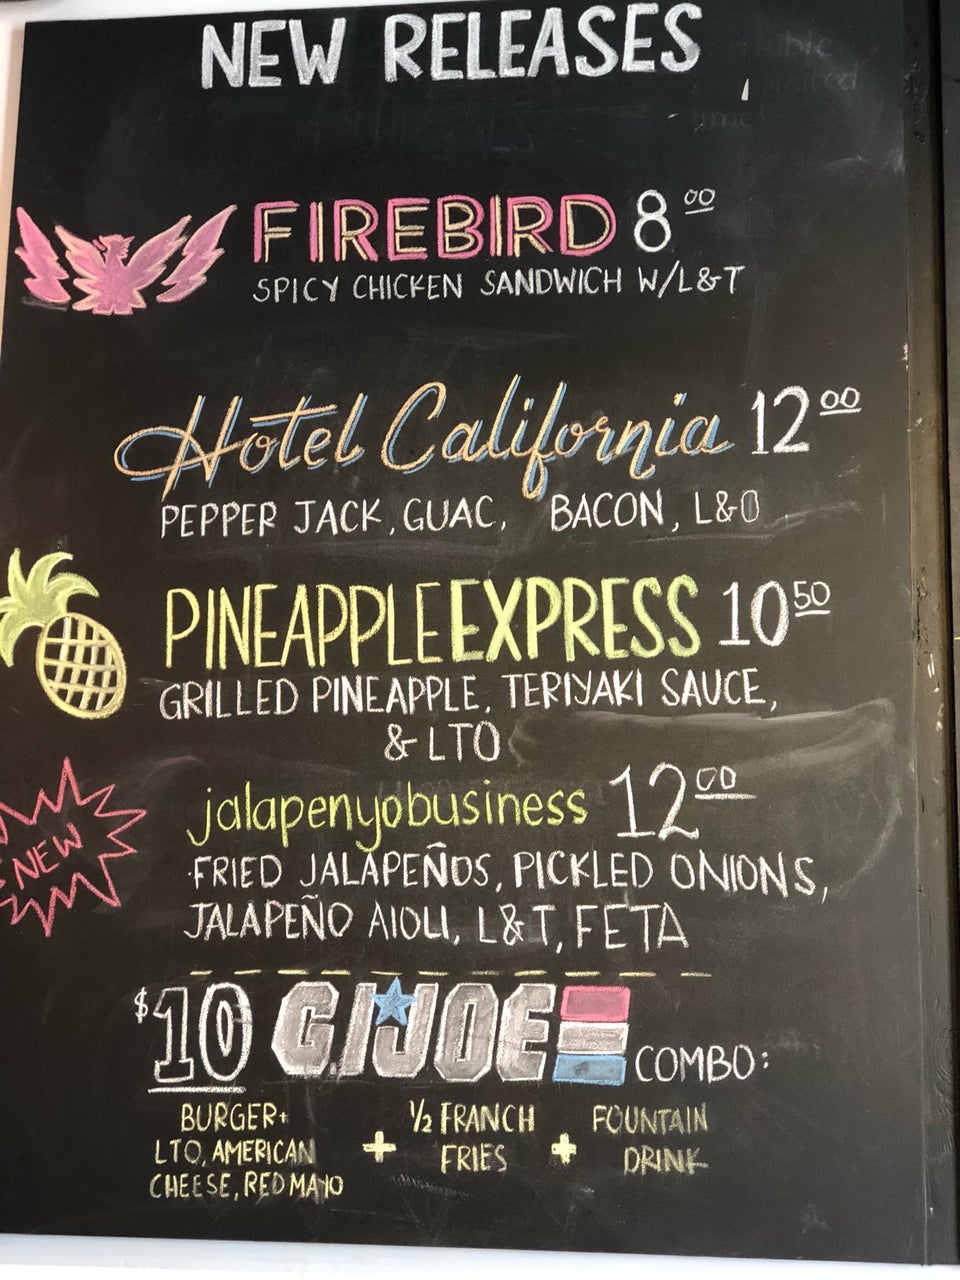 NEW RELEASES
FIREBIRD 8 00
SPICY CHICKEN SANDWICH W/L&T
Hotel California 12 00
PEPPER JACK, GUAC, BACON, L&O
PINEAPPLE EXPRESS 10 50
GRILLED PINEAPPLE, TERIYAKI SAUCE,
& LTO
NEW
jalapenyobusiness 12 00
FRIED JALAPEÑOS, PICKLED ONIONS,
JALAPEÑO AIOLI, L&T, FETA
$10 G.I.JOE COMBO:
BURGER+
LTO, AMERICAN
CHEESE, RED MAYO
+
1/2 FRANCH
FRIES
+
FOUNTAIN
DRINK